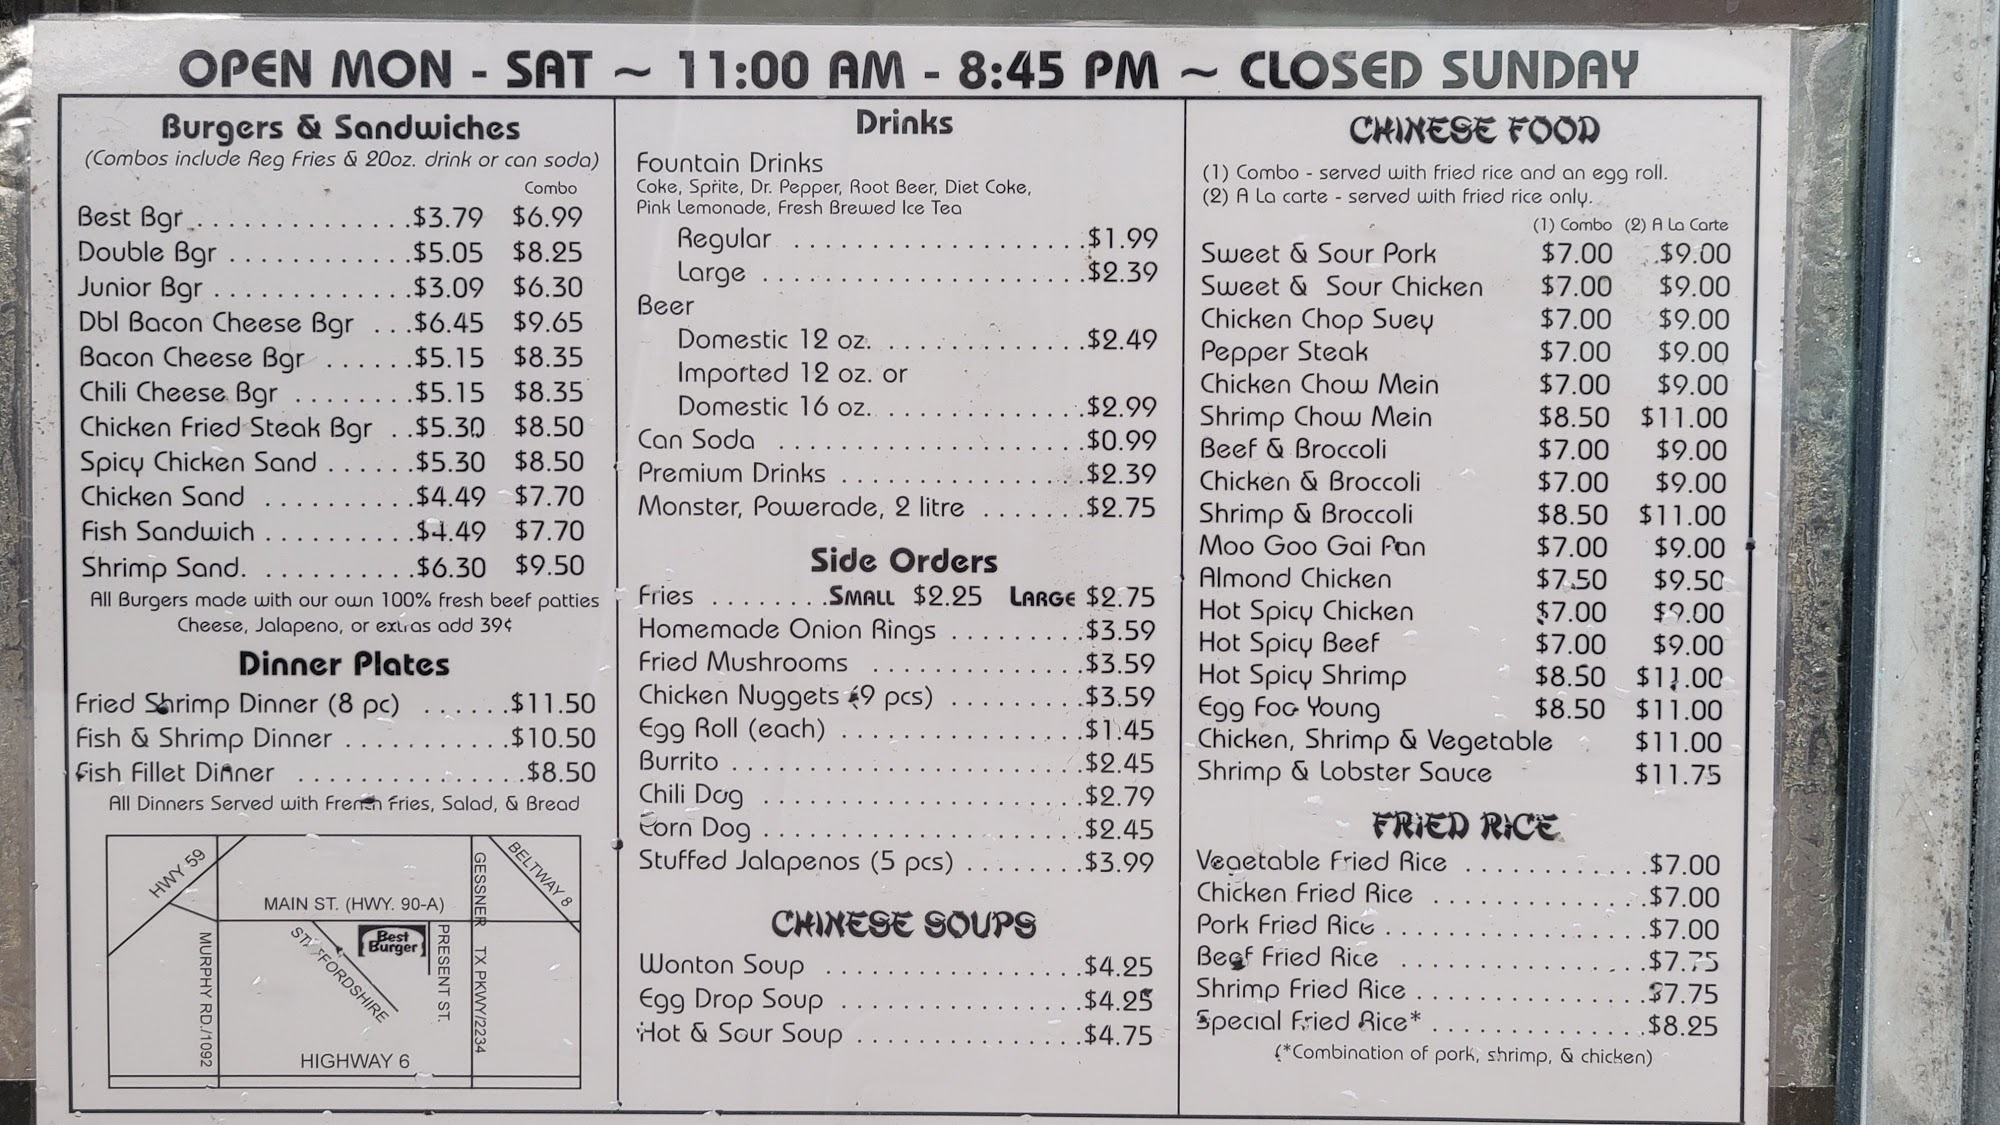 OPEN MON - SAT ~ 11:00 AM - 8:45 PM ~ CLOSED SUNDAY
Burgers & Sandwiches
(Combos include Reg Fries & 20oz. drink or can soda)
Combo
Best Bgr . . . . . . . . . . . . . . $3.79 $6.99
Double Bgr . . . . . . . . . . . . $5.05 $8.25
Junior Bgr . . . . . . . . . . . . . $3.09 $6.30
Dbl Bacon Cheese Bgr . . . $6.45 $9.65
Bacon Cheese Bgr . . . . . . $5.15 $8.35
Chili Cheese Bgr . . . . . . . . $5.15 $8.35
Chicken Fried Steak Bgr . . $5.30 $8.50
Spicy Chicken Sand . . . . . . $5.30 $8.50
Chicken Sand . . . . . . . . . . $4.49 $7.70
Fish Sandwich . . . . . . . . . . $4.49 $7.70
Shrimp Sand. . . . . . . . . . . $6.30 $9.50
All Burgers made with our own 100% fresh beef patties
Cheese, Jalapeno, or extras add 39¢
Dinner Plates
Fried Shrimp Dinner (8 pc) . . . . . . $11.50
Fish & Shrimp Dinner . . . . . . . . . . . $10.50
Fish Fillet Dinner . . . . . . . . . . . . . . . $8.50
All Dinners Served with French Fries, Salad, & Bread
HWY 59
MAIN ST. (HWY. 90-A)
GESSNER TX PKWY/2234
BELTWAY 8
MURPHY RD./1092
STAFFORDSHIRE
Best
Burger
PRESENT ST.
HIGHWAY 6
Drinks
Fountain Drinks
Coke, Sprite, Dr. Pepper, Root Beer, Diet Coke,
Pink Lemonade, Fresh Brewed Ice Tea
Regular . . . . . . . . . . . . . . . . . . . . $1.99
Large . . . . . . . . . . . . . . . . . . . . . . $2.39
Beer
Domestic 12 oz. . . . . . . . . . . . . . . $2.49
Imported 12 oz. or
Domestic 16 oz. . . . . . . . . . . . . . . $2.99
Can Soda . . . . . . . . . . . . . . . . . . . . . $0.99
Premium Drinks . . . . . . . . . . . . . . . . . $2.39
Monster, Powerade, 2 litre . . . . . . . $2.75
Side Orders
Fries . . . . . . . . SMALL $2.25 LARGE $2.75
Homemade Onion Rings . . . . . . . . . $3.59
Fried Mushrooms . . . . . . . . . . . . . . $3.59
Chicken Nuggets (9 pcs) . . . . . . . . . $3.59
Egg Roll (each) . . . . . . . . . . . . . . . . . $1.45
Burrito . . . . . . . . . . . . . . . . . . . . . . . . $2.45
Chili Dog . . . . . . . . . . . . . . . . . . . . . . $2.79
Corn Dog . . . . . . . . . . . . . . . . . . . . . . $2.45
Stuffed Jalapenos (5 pcs) . . . . . . . . $3.99
CHINESE SOUPS
Wonton Soup . . . . . . . . . . . . . . . . . . $4.25
Egg Drop Soup . . . . . . . . . . . . . . . . . $4.25
Hot & Sour Soup . . . . . . . . . . . . . . . . $4.75
CHINESE FOOD
(1) Combo - served with fried rice and an egg roll.
(2) A La carte - served with fried rice only.
(1) Combo (2) A La Carte
Sweet & Sour Pork $7.00 $9.00
Sweet & Sour Chicken $7.00 $9.00
Chicken Chop Suey $7.00 $9.00
Pepper Steak $7.00 $9.00
Chicken Chow Mein $7.00 $9.00
Shrimp Chow Mein $8.50 $11.00
Beef & Broccoli $7.00 $9.00
Chicken & Broccoli $7.00 $9.00
Shrimp & Broccoli $8.50 $11.00
Moo Goo Gai Pan $7.00 $9.00
Almond Chicken $7.50 $9.50
Hot Spicy Chicken $7.00 $9.00
Hot Spicy Beef $7.00 $9.00
Hot Spicy Shrimp $8.50 $11.00
Egg Foo Young $8.50 $11.00
Chicken, Shrimp & Vegetable $11.00
Shrimp & Lobster Sauce $11.75
FRIED RICE
Vegetable Fried Rice . . . . . . . . . . . . $7.00
Chicken Fried Rice . . . . . . . . . . . . . . $7.00
Pork Fried Rice . . . . . . . . . . . . . . . . . $7.00
Beef Fried Rice . . . . . . . . . . . . . . . . $7.75
Shrimp Fried Rice . . . . . . . . . . . . . . . $7.75
Special Fried Rice* . . . . . . . . . . . . . . $8.25
(*Combination of pork, shrimp, & chicken)